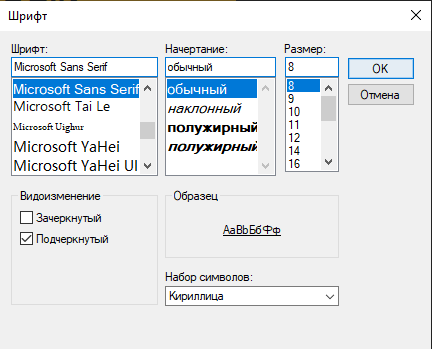 Шрифт
Шрифт:
Microsoft Sans Serif
Microsoft Sans Serif
Microsoft Tai Le
Microsoft Uighur
Microsoft YaHei
Microsoft YaHei UI
Начертание:
обычный
обычный
наклонный
полужирный
полужирный
Размер:
8
8
9
10
11
12
14
16
OK
Отмена
Видоизменение
Зачеркнутый
Подчеркнутый
Образец
АаВbБбФф
Набор символов:
Кириллица